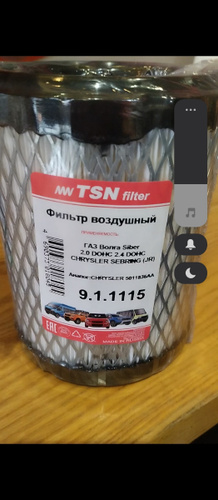 TSN filter
Фильтр воздушный
ГАЗ Волга Siber
2.0 DOHC 2.4 DOHC
CHRYSLER SEBRING (JR)
Аналог: CHRYSLER 5011836AA
9.1.1115
EAC